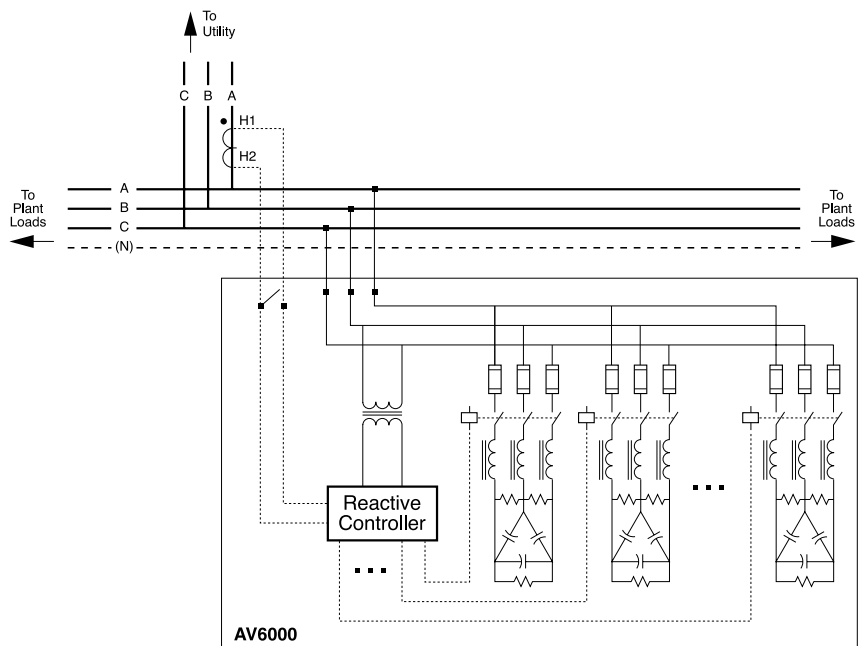 To
Utility
C B A
H1
H2
To
Plant
Loads
A
B
C
(N)
To
Plant
Loads
Reactive
Controller
AV6000